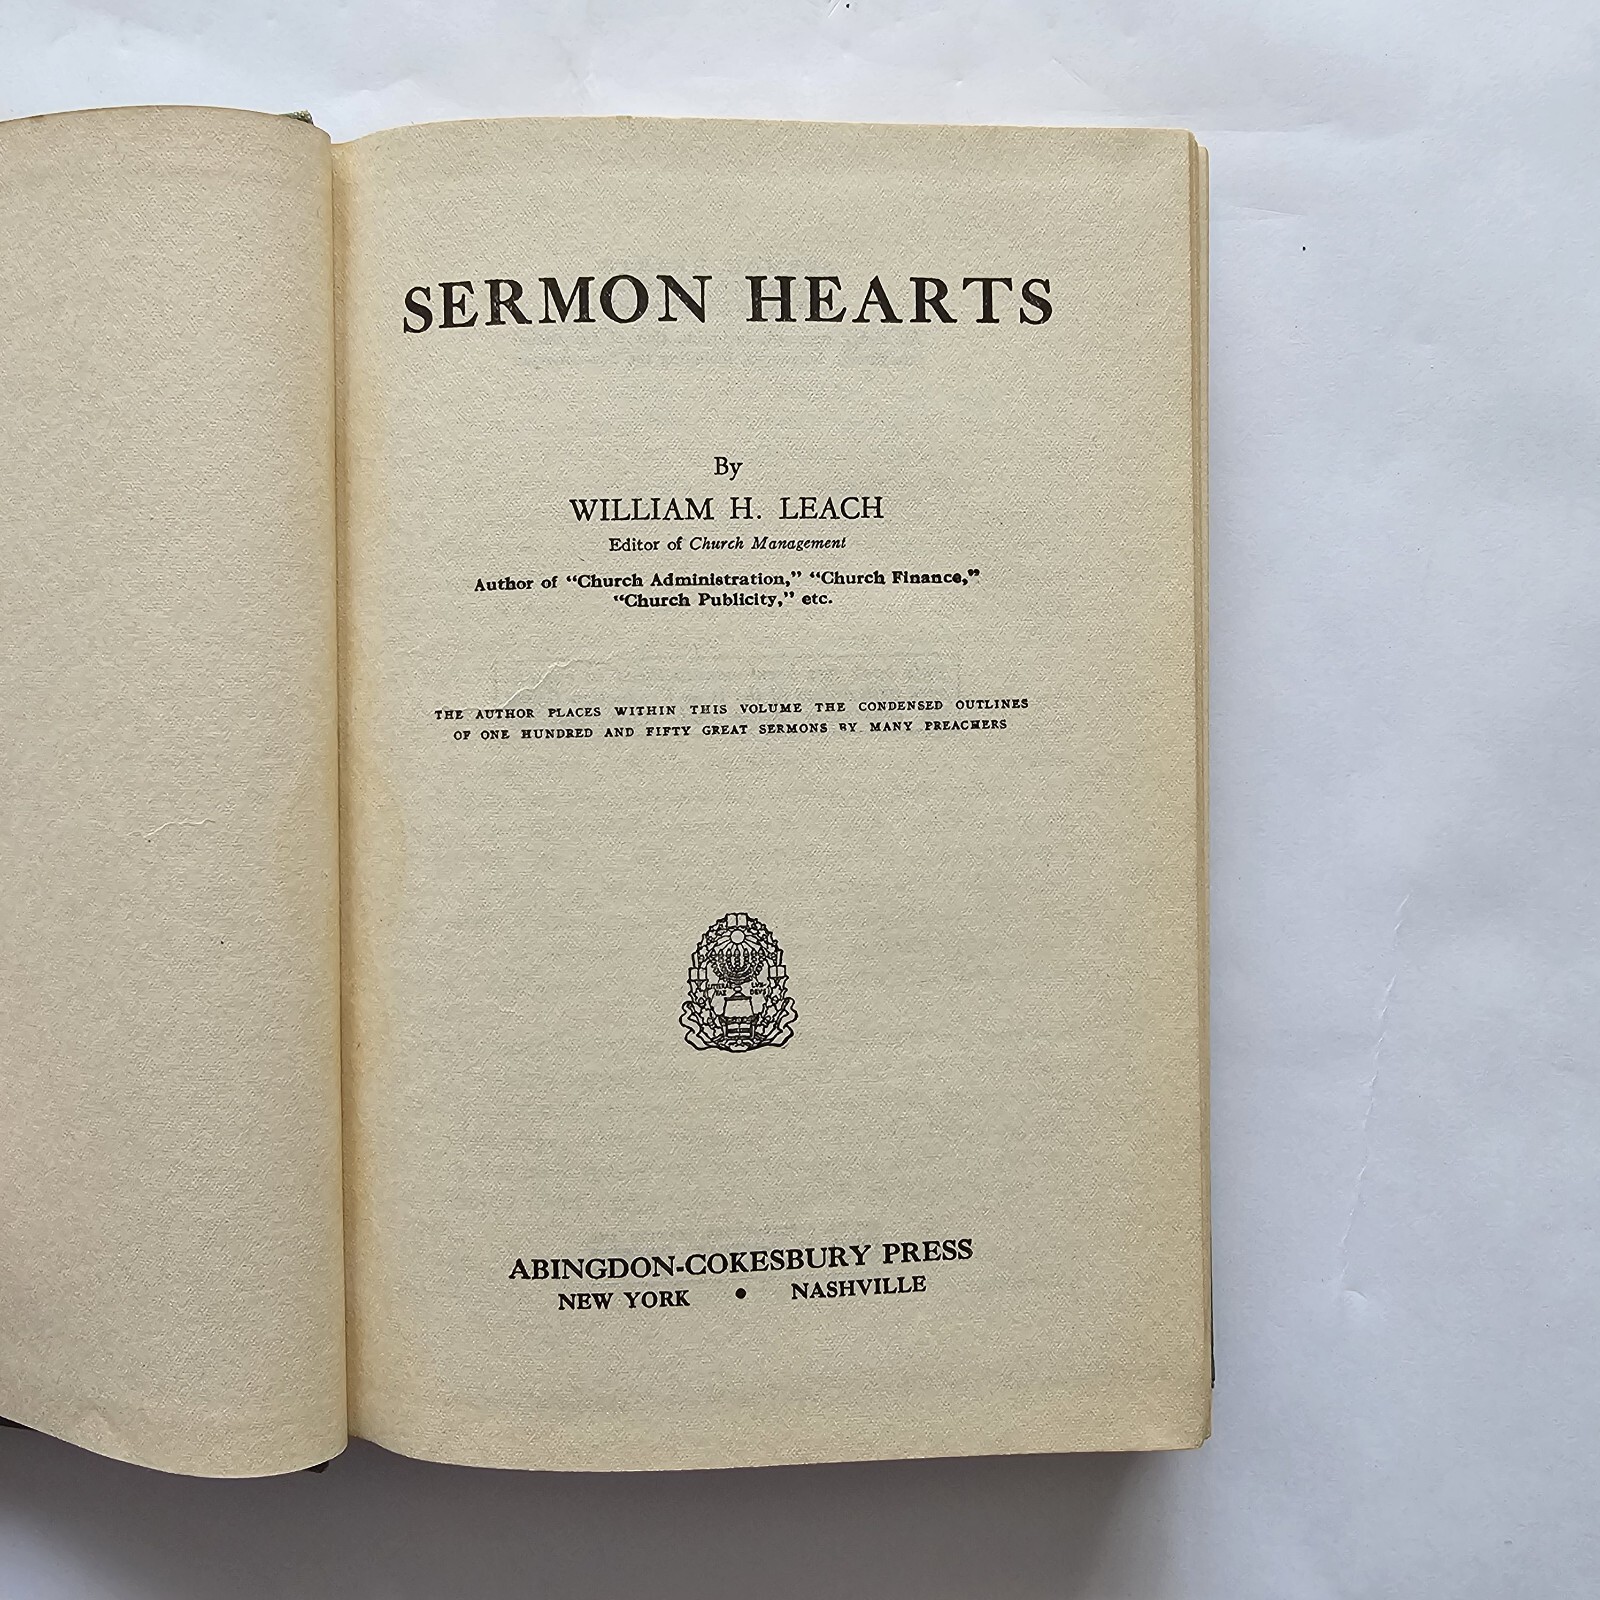 SERMON HEARTS
By
WILLIAM H. LEACH
Editor of Church Management
Author of “Church Administration,” “Church Finance,”
“Church Publicity,” etc.
THE AUTHOR PLACES WITHIN THIS VOLUME THE CONDENSED OUTLINES
OF ONE HUNDRED AND FIFTY GREAT SERMONS BY MANY PREACHERS
ABINGDON-COKESBURY PRESS
NEW YORK • NASHVILLE